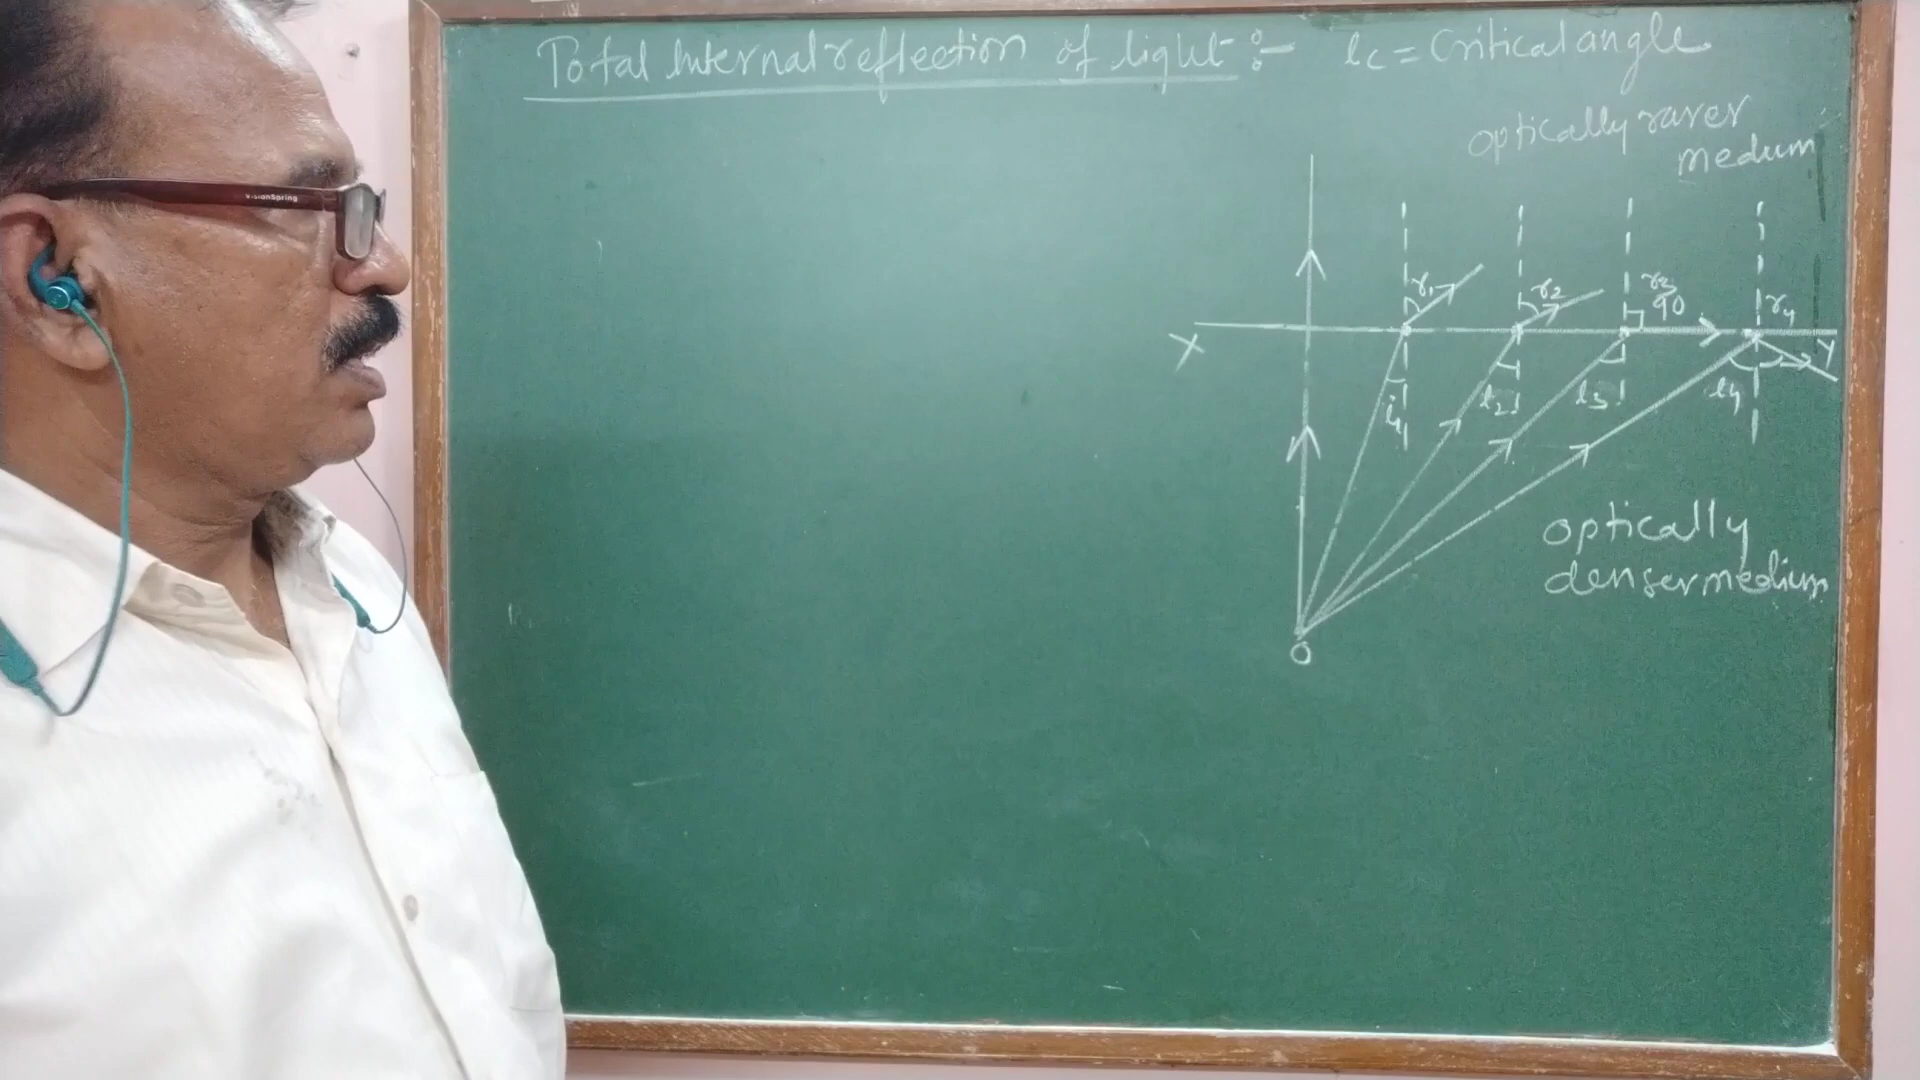 Total Internal reflection of light :- ic = Critical angle
optically rarer
medium
r1
r2
r3
90
r4
X
Y
i1
i2
i3
i4
optically
denser medium
O
VisionSpring